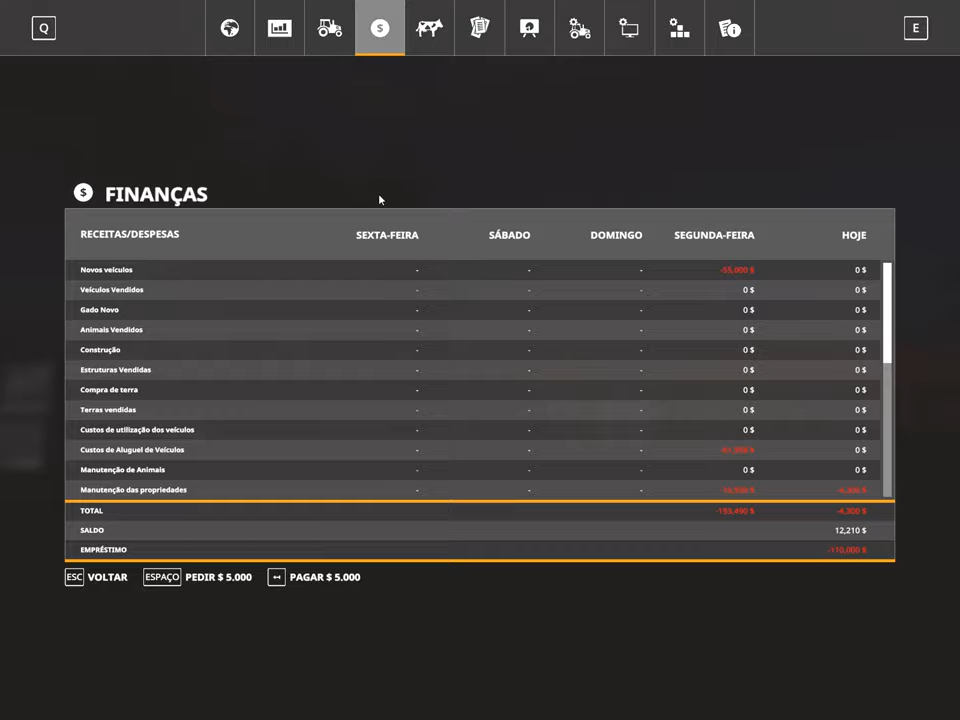 Q $ E
$ FINANÇAS
RECEITAS/DESPESAS SEXTA-FEIRA SÁBADO DOMINGO SEGUNDA-FEIRA HOJE
Novos veículos - - - -55,000 $ 0 $
Veículos Vendidos - - - 0 $ 0 $
Gado Novo - - - 0 $ 0 $
Animais Vendidos - - - 0 $ 0 $
Construção - - - 0 $ 0 $
Estruturas Vendidas - - - 0 $ 0 $
Compra de terra - - - 0 $ 0 $
Terras vendidas - - - 0 $ 0 $
Custos de utilização dos veículos - - - 0 $ 0 $
Custos de Aluguel de Veículos - - - 0 $
Manutenção de Animais - - - 0 $ 0 $
Manutenção das propriedades - - - -4,300 $
TOTAL -193,490 $ -4,300 $
SALDO 12,210 $
EMPRÉSTIMO -110,000 $
ESC VOLTAR ESPAÇO PEDIR $ 5.000 ↔ PAGAR $ 5.000